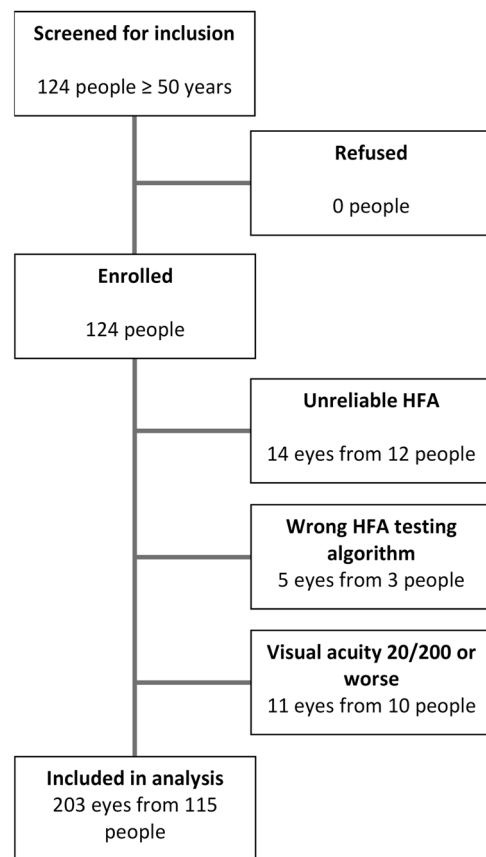 Screened for inclusion
124 people ≥ 50 years
Refused
0 people
Enrolled
124 people
Unreliable HFA
14 eyes from 12 people
Wrong HFA testing
algorithm
5 eyes from 3 people
Visual acuity 20/200 or
worse
11 eyes from 10 people
Included in analysis
203 eyes from 115
people